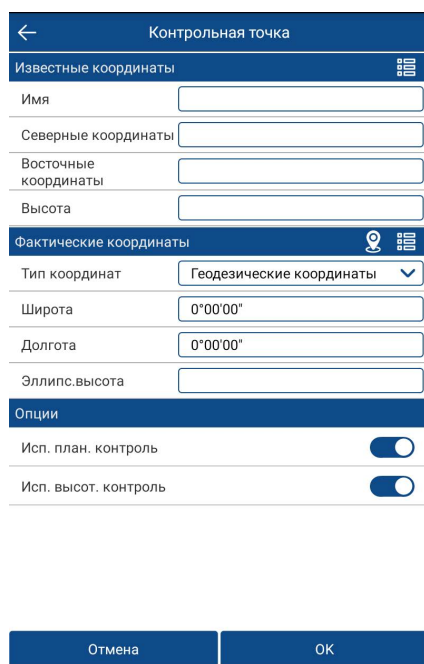 Контрольная точка
Известные координаты
Имя
Северные координаты
Восточные
координаты
Высота
Фактические координаты
Тип координат Геодезические координаты
Широта 0°00'00"
Долгота 0°00'00"
Эллипс.высота
Опции
Исп. план. контроль
Исп. высот. контроль
Отмена OK